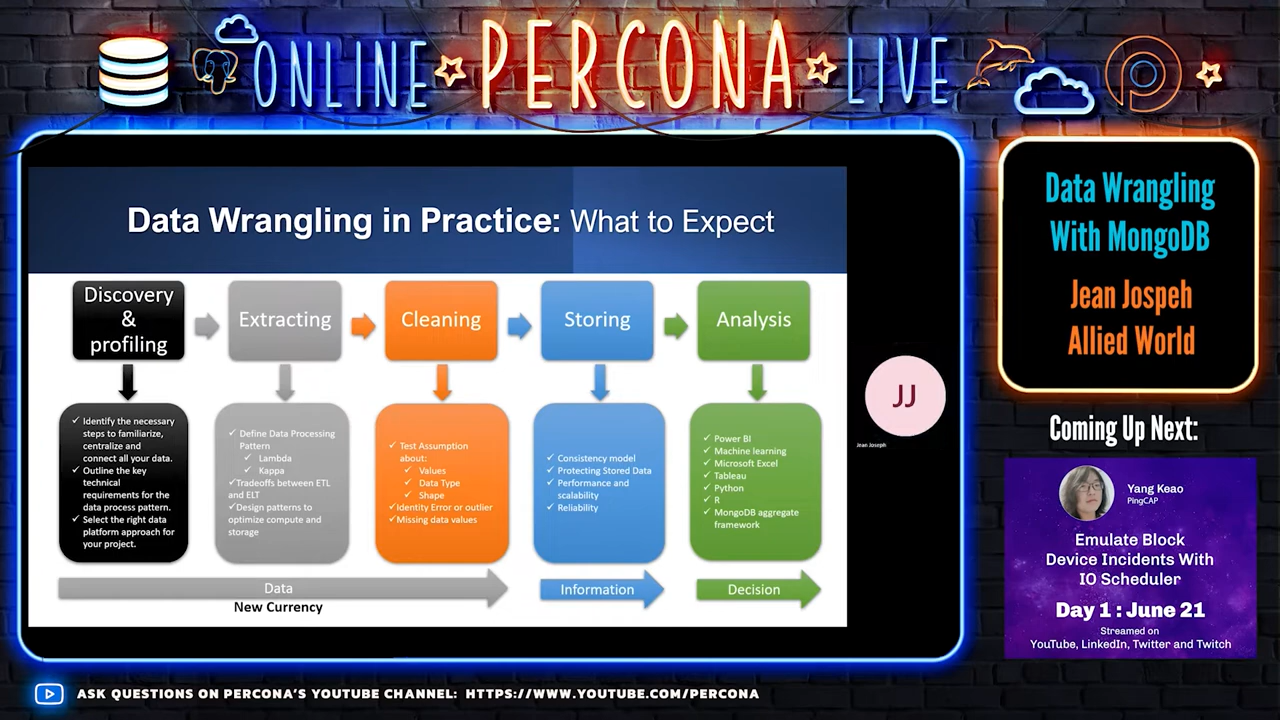 ONLINE PERCONA LIVE
Data Wrangling in Practice: What to Expect
Discovery
&
profiling
Extracting
Cleaning
Storing
Analysis
✓ Identify the necessary
steps to familiarize,
centralize and
connect all your data.
✓ Outline the key
technical
requirements for the
data process pattern.
✓ Select the right data
platform approach for
your project.
✓ Define Data Processing
Pattern
✓ Lambda
✓ Kappa
✓Tradeoffs between ETL
and ELT
✓Design patterns to
optimize compute and
storage
✓ Test Assumption
about:
✓ Values
✓ Data Type
✓ Shape
✓Identity Error or outlier
✓Missing data values
✓ Consistency model
✓ Protecting Stored Data
✓ Performance and
scalability
✓ Reliability
✓ Power BI
✓ Machine learning
✓ Microsoft Excel
✓ Tableau
✓ Python
✓ R
✓ MongoDB aggregate
framework
Data
New Currency
Information
Decision
JJ
Jean Joseph
Data Wrangling
With MongoDB
Jean Jospeh
Allied World
Coming Up Next:
Yang Keao
PingCAP
Emulate Block
Device Incidents With
IO Scheduler
Day 1 : June 21
Streamed on
YouTube, LinkedIn, Twitter and Twitch
ASK QUESTIONS ON PERCONA'S YOUTUBE CHANNEL: HTTPS://WWW.YOUTUBE.COM/PERCONA